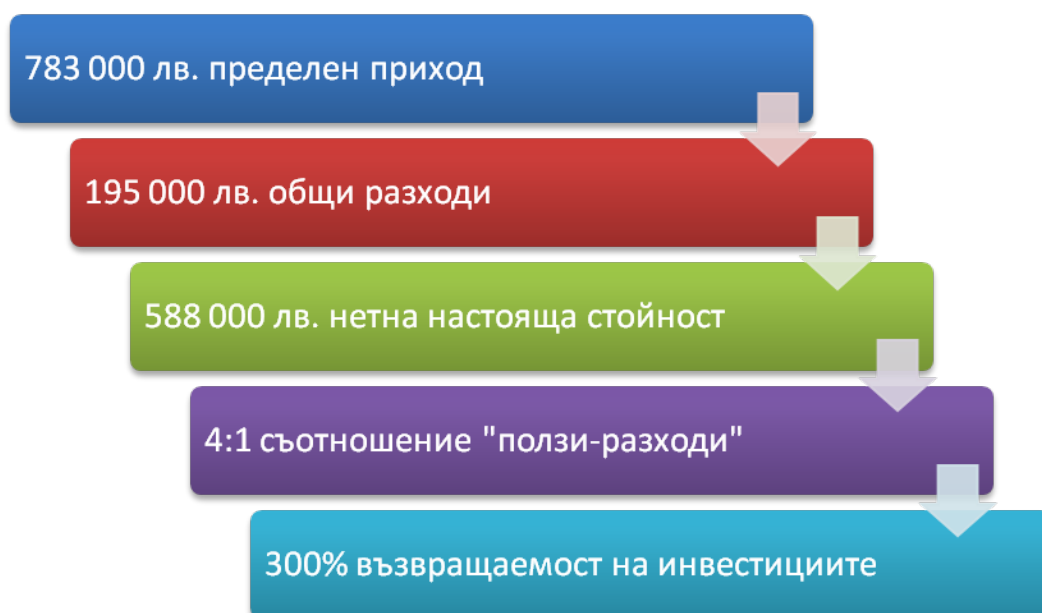 783 000 лв. пределен приход
195 000 лв. общи разходи
588 000 лв. нетна настояща стойност
4:1 съотношение "ползи-разходи"
300% възвращаемост на инвестициите